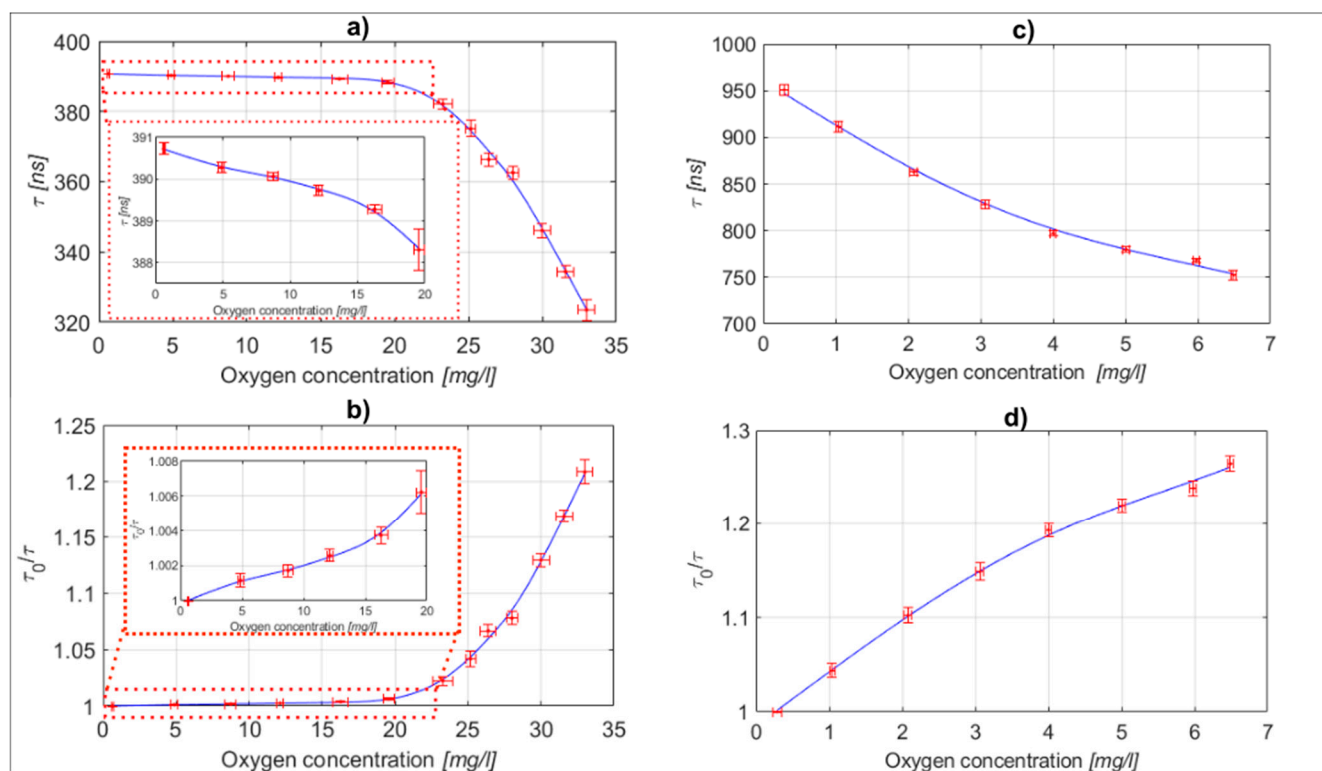 a)
400
380
360
340
320
τ [ns]
0 5 10 15 20 25 30 35
Oxygen concentration [mg/l]
391
390
389
388
τ [ns]
0 5 10 15 20
Oxygen concentration [mg/l]
c)
1000
950
900
850
800
750
700
τ [ns]
0 1 2 3 4 5 6 7
Oxygen concentration [mg/l]
b)
1.25
1.2
1.15
1.1
1.05
1
τ0/τ
0 5 10 15 20 25 30 35
Oxygen concentration [mg/l]
1.008
1.006
1.004
1.002
1
τ0/τ
0 5 10 15 20
Oxygen concentration [mg/l]
d)
1.3
1.2
1.1
1
τ0/τ
0 1 2 3 4 5 6 7
Oxygen concentration [mg/l]